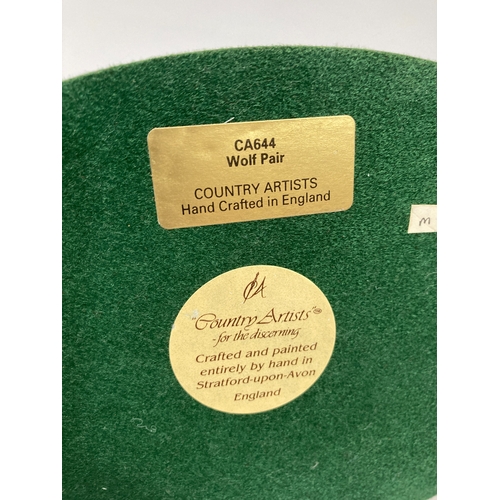 CA644
Wolf Pair
COUNTRY ARTISTS
Hand Crafted in England
M
CA
Country Artists™
-for the discerning
Crafted and painted
entirely by hand in
Stratford-upon-Avon
England